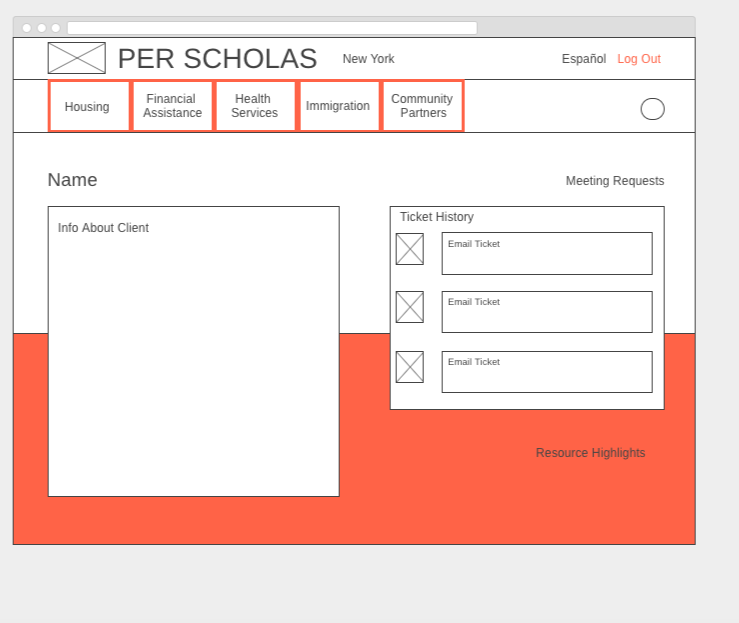 PER SCHOLAS New York Español Log Out
Housing
Financial
Assistance
Health
Services
Immigration
Community
Partners
Name
Meeting Requests
Info About Client
Ticket History
Email Ticket
Email Ticket
Email Ticket
Resource Highlights